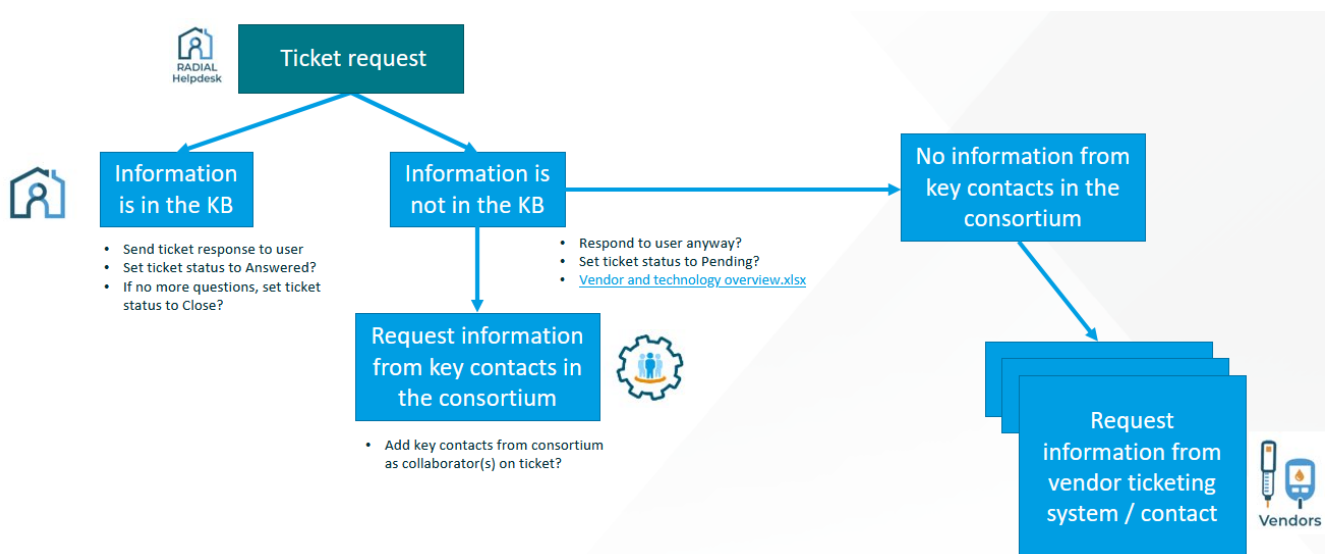 RADIAL
Helpdesk
Ticket request
Information
is in the KB
Information is
not in the KB
No information from
key contacts in the
consortium
• Send ticket response to user
• Set ticket status to Answered?
• If no more questions, set ticket
status to Close?
• Respond to user anyway?
• Set ticket status to Pending?
• Vendor and technology overview.xlsx
Request information
from key contacts in
the consortium
• Add key contacts from consortium
as collaborator(s) on ticket?
Request
information from
vendor ticketing
system / contact
Vendors